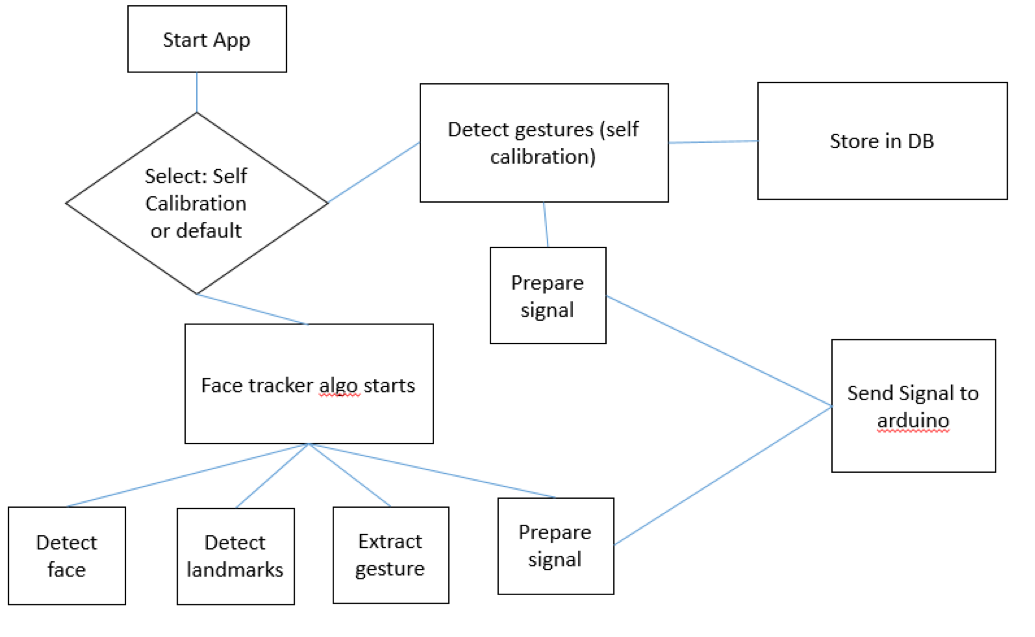 Start App
Select: Self
Calibration
or default
Detect gestures (self
calibration)
Store in DB
Prepare
signal
Face tracker algo starts
Send Signal to
arduino
Detect
face
Detect
landmarks
Extract
gesture
Prepare
signal